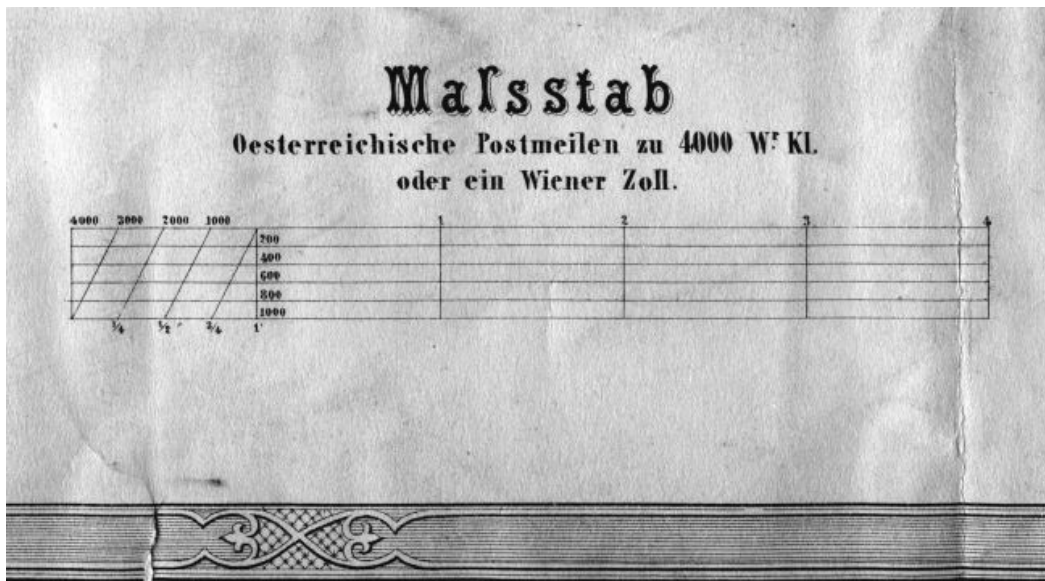 Maſsstab
Oesterreichische Postmeilen zu 4000 Wr. Kl.
oder ein Wiener Zoll.
4000 3000 2000 1000 1 2 3 4
200
400
600
800
1000
1/4 1/2 3/4 1